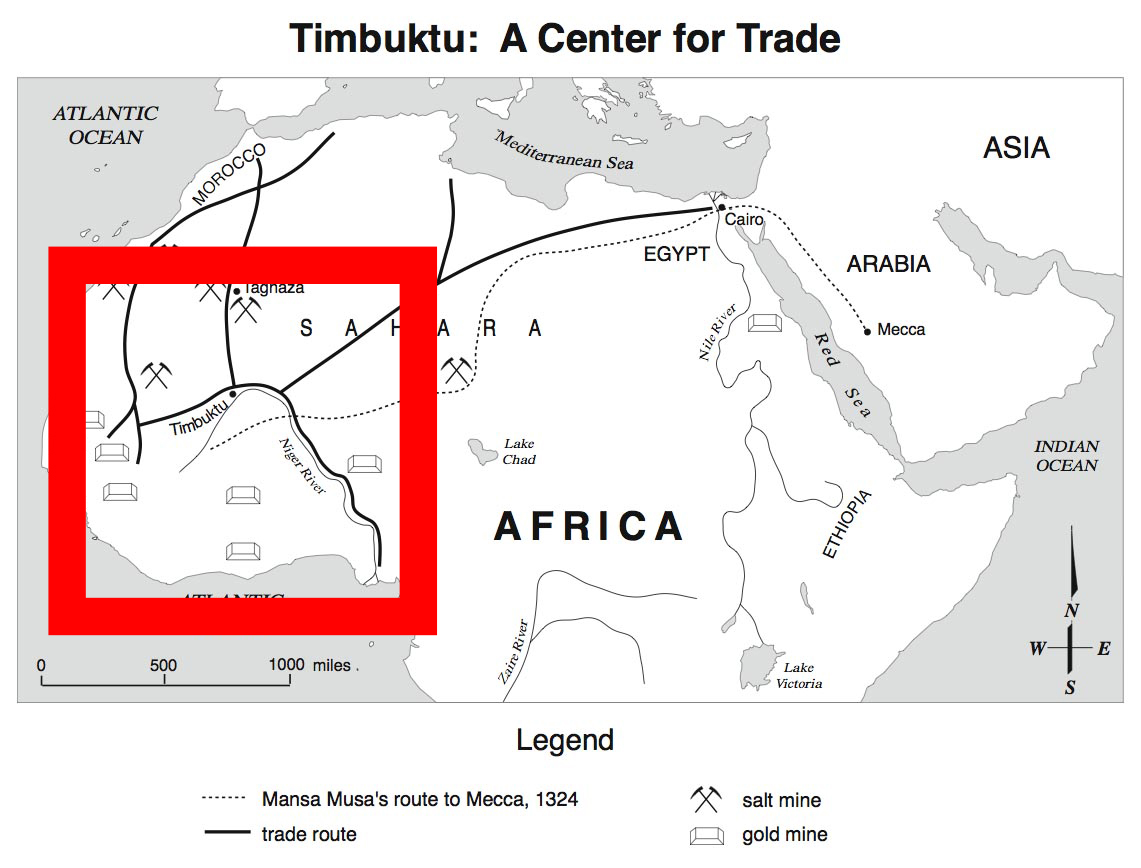 Timbuktu: A Center for Trade
ATLANTIC
OCEAN
MOROCCO
Mediterranean Sea
ASIA
Cairo
EGYPT
ARABIA
Taghaza
SAHARA
Nile River
Mecca
Red Sea
Timbuktu
Niger River
Lake
Chad
INDIAN
OCEAN
AFRICA
ETHIOPIA
ATLANTIC
N
W E
S
Zaire River
Lake
Victoria
0 500 1000 miles .
Legend
Mansa Musa's route to Mecca, 1324
salt mine
trade route
gold mine